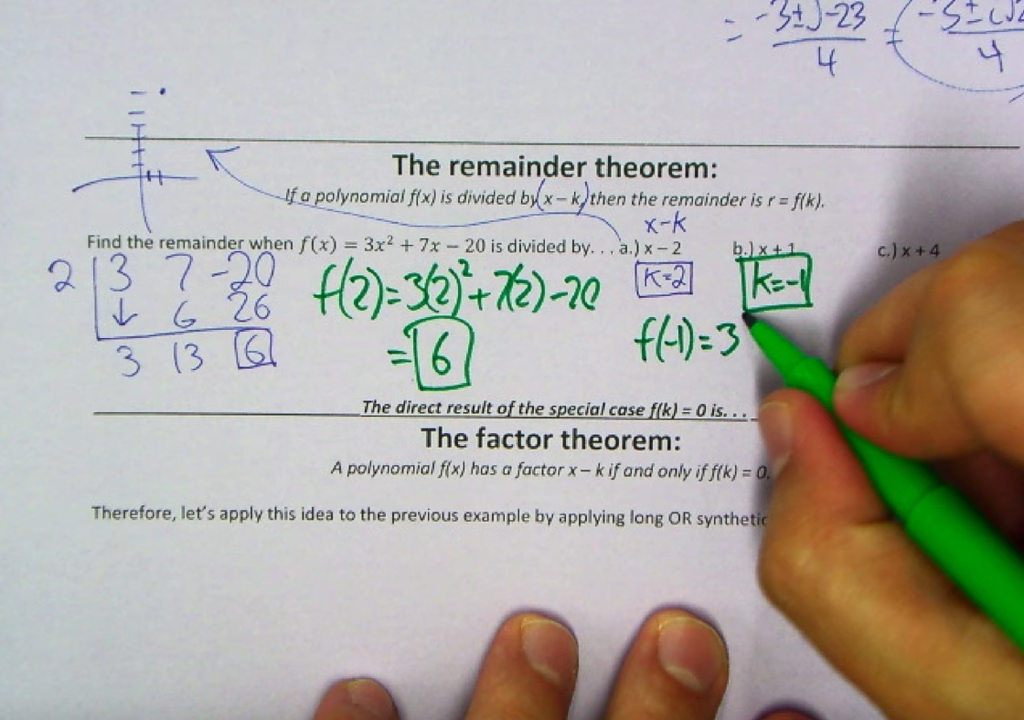 = -3±√-23 / 4 =
The remainder theorem:
If a polynomial f(x) is divided by (x – k) then the remainder is r = f(k).
x-k
Find the remainder when f(x) = 3x² + 7x − 20 is divided by. . . a.) x – 2 b.) x + 1 c.) x + 4
2 3 7 -20 f(2)=3(2)²+7(2)-20 K=2 K=-1
↓ 6 26 f(-1)=3
3 13 6 = 6
The direct result of the special case f(k) = 0 is. . .
The factor theorem:
A polynomial f(x) has a factor x – k if and only if f(k) = 0.
Therefore, let's apply this idea to the previous example by applying long OR